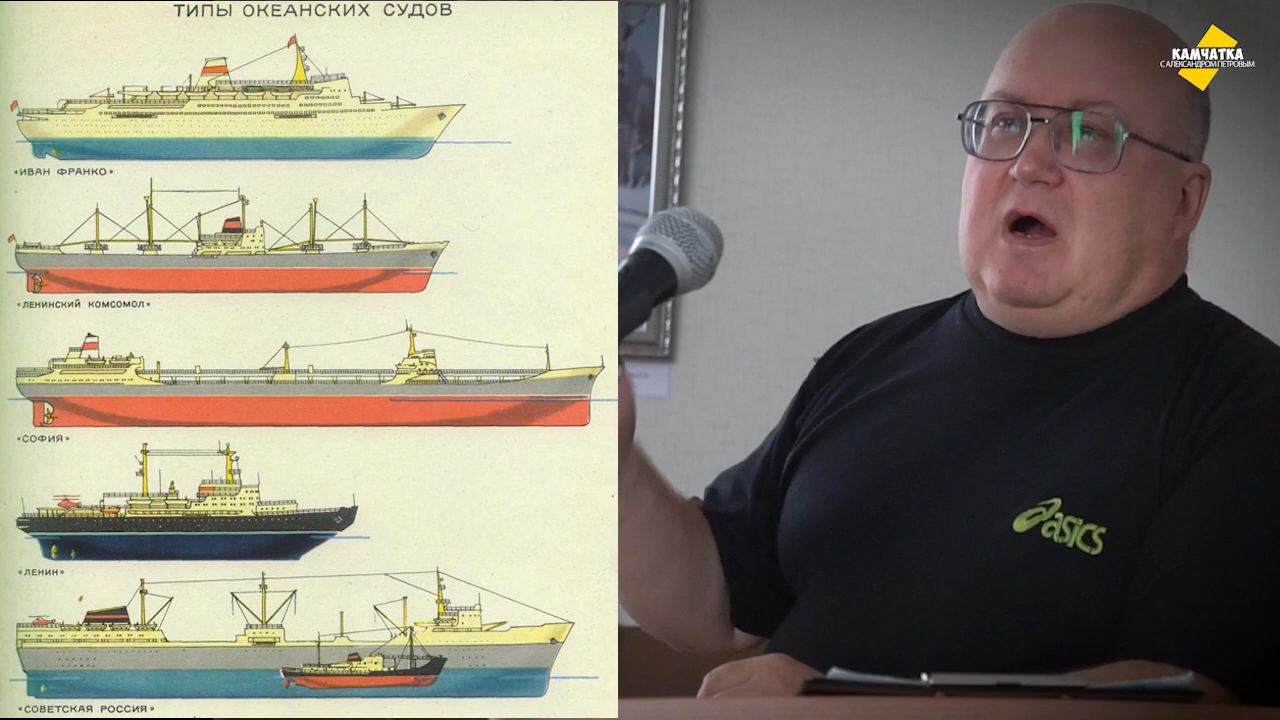 ТИПЫ ОКЕАНСКИХ СУДОВ
«ИВАН ФРАНКО»
«ЛЕНИНСКИЙ КОМСОМОЛ»
«СОФИЯ»
«ЛЕНИН»
«СОВЕТСКАЯ РОССИЯ»
КАМЧАТКА
С АЛЕКСАНДРОМ ПЕТРОВЫМ
asics